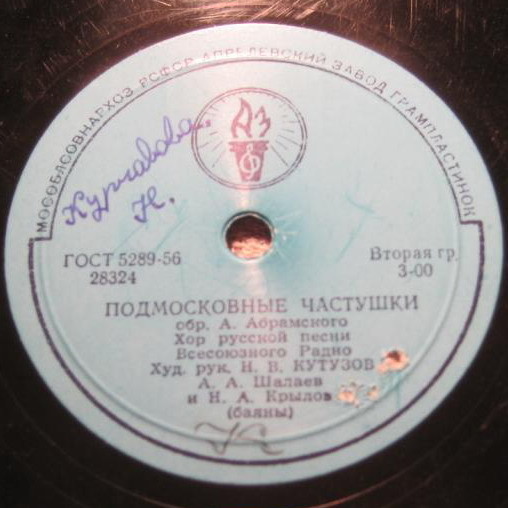 МОСОБЛСОВНАРХОЗ РСФСР АПРЕЛЕВСКИЙ ЗАВОД ГРАМПЛАСТИНОК
АЗ
Н.
ГОСТ 5289-56
28324
Вторая гр.
3-00
ПОДМОСКОВНЫЕ ЧАСТУШКИ
обр. А. Абрамского
Хор русской песни
Всесоюзного Радио
Худ. рук. Н. В. КУТУЗОВ
А. А. Шалаев
и Н. А. Крылов
(баяны)